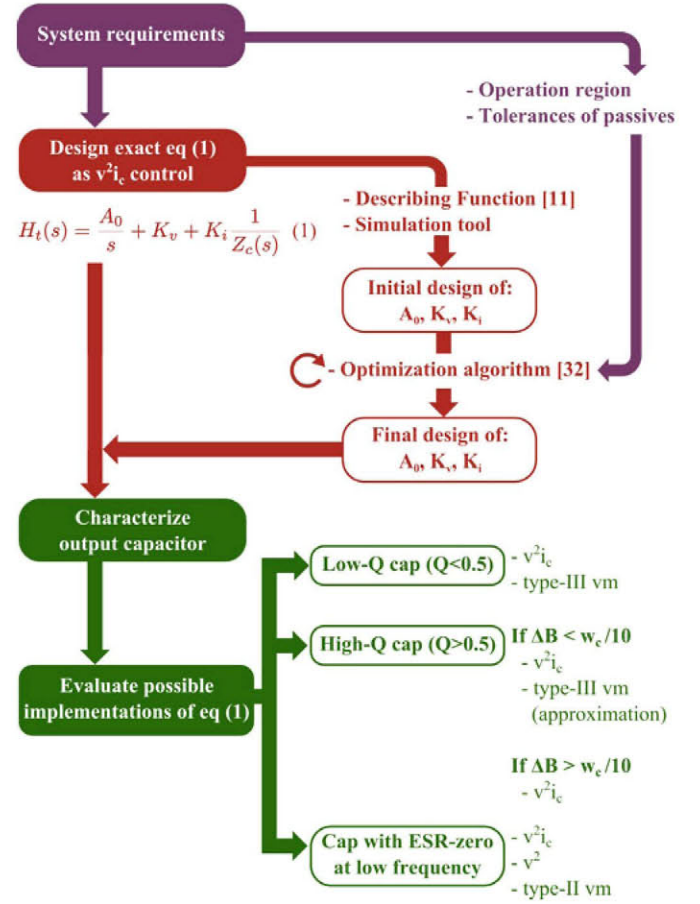 System requirements
- Operation region
- Tolerances of passives
Design exact eq (1)
as v²i_c control
H_t(s) = A_0/s + K_v + K_i 1/Z_c(s) (1)
- Describing Function [11]
- Simulation tool
Initial design of:
A_0, K_v, K_i
- Optimization algorithm [32]
Final design of:
A_0, K_v, K_i
Characterize
output capacitor
Evaluate possible
implementations of eq (1)
Low-Q cap (Q<0.5)
- v²i_c
- type-III vm
High-Q cap (Q>0.5)
If ΔB < w_c/10
- v²i_c
- type-III vm
(approximation)
If ΔB > w_c/10
- v²i_c
Cap with ESR-zero
at low frequency
- v²i_c
- v²
- type-II vm